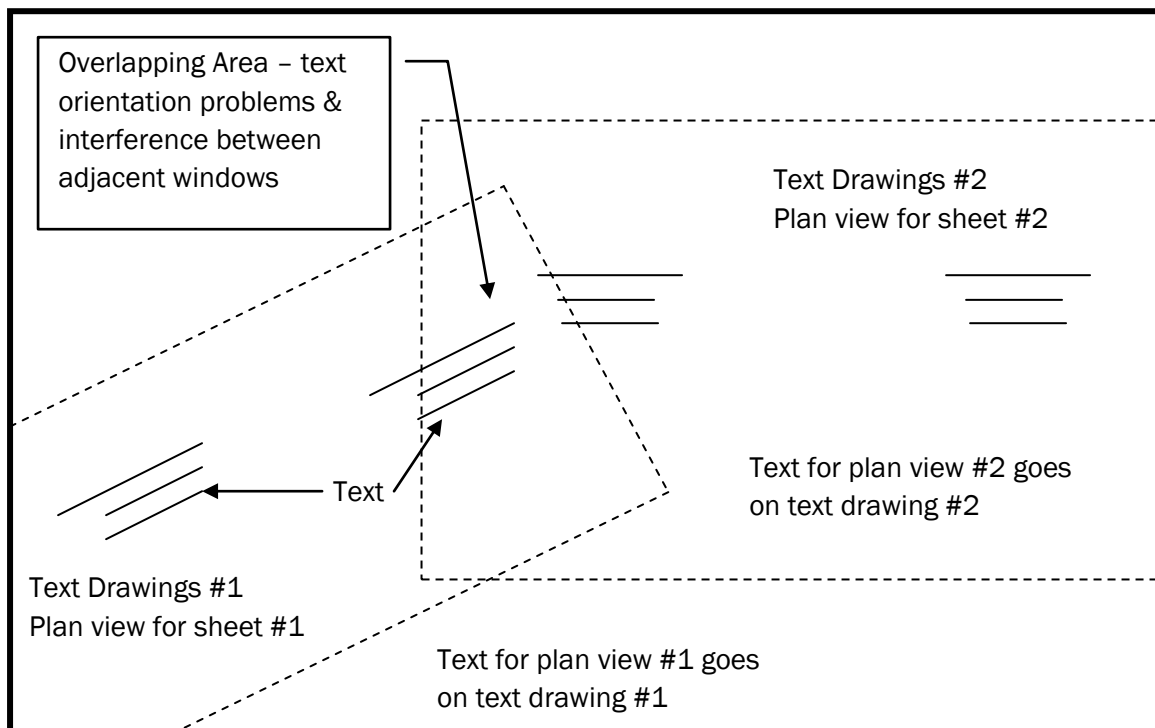 Overlapping Area – text
orientation problems &
interference between
adjacent windows
Text Drawings #2
Plan view for sheet #2
Text for plan view #2 goes
on text drawing #2
Text
Text Drawings #1
Plan view for sheet #1
Text for plan view #1 goes
on text drawing #1